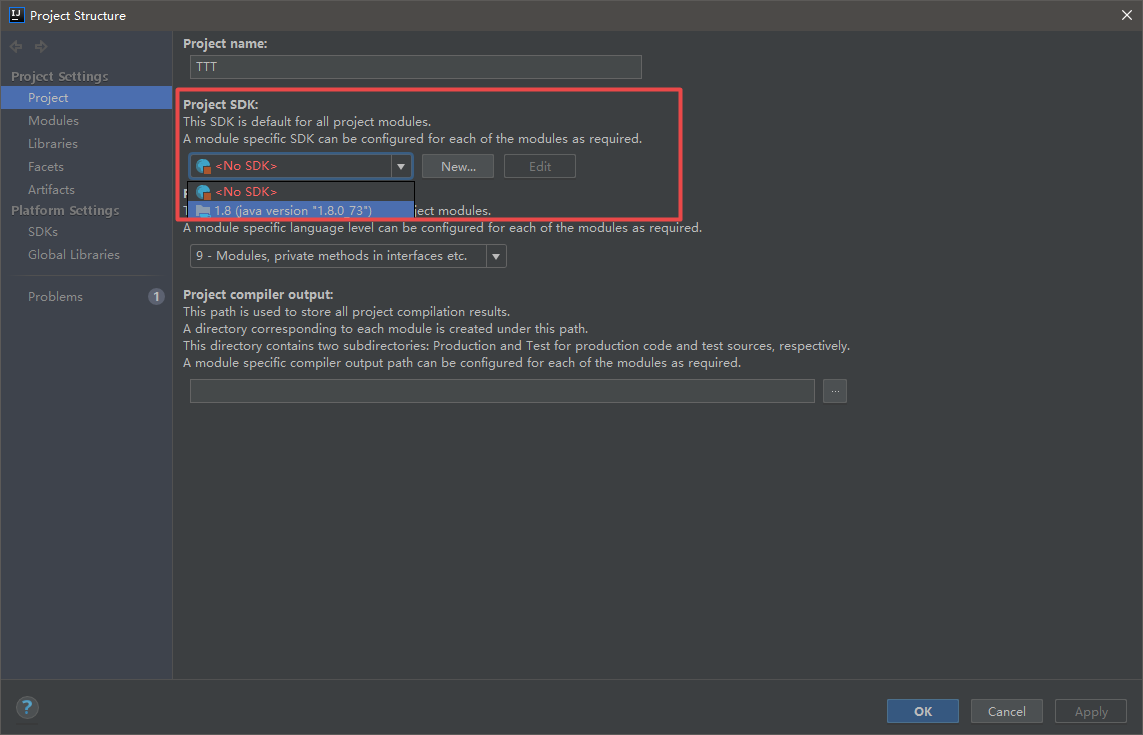 Project Structure
Project name:
TTT
Project Settings
Project
Modules
Libraries
Facets
Artifacts
Platform Settings
SDKs
Global Libraries
Problems
1
Project SDK:
This SDK is default for all project modules.
A module specific SDK can be configured for each of the modules as required.
<No SDK>
New...
Edit
<No SDK>
1.8 (java version "1.8.0_73")
ject modules.
A module specific language level can be configured for each of the modules as required.
9 - Modules, private methods in interfaces etc.
Project compiler output:
This path is used to store all project compilation results.
A directory corresponding to each module is created under this path.
This directory contains two subdirectories: Production and Test for production code and test sources, respectively.
A module specific compiler output path can be configured for each of the modules as required.
...
?
OK
Cancel
Apply